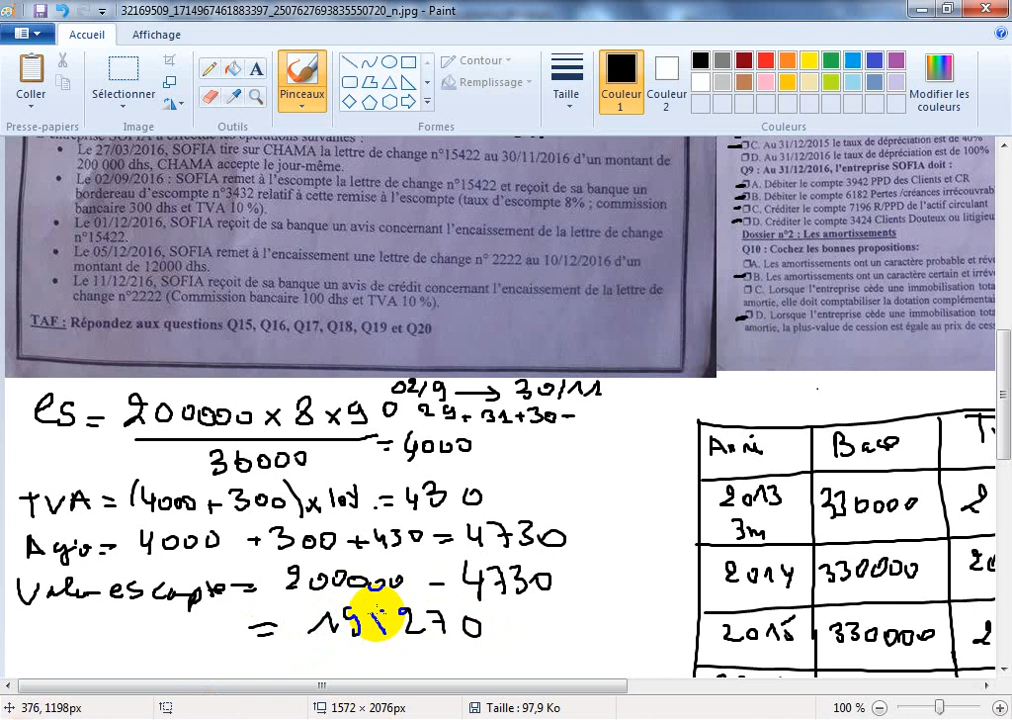 32169509_1714967461883397_2507627693835550720_n.jpg - Paint
Accueil
Affichage
Coller
Sélectionner
Pinceaux
Contour
Remplissage
Taille
Couleur 1
Couleur 2
Modifier les couleurs
Presse-papiers
Image
Outils
Formes
Couleurs
• Le 27/03/2016, SOFIA tire sur CHAMA la lettre de change n°15422 au 30/11/2016 d'un montant de
200 000 dhs, CHAMA accepte le jour-même.
• Le 02/09/2016 : SOFIA remet à l'escompte la lettre de change n°15422 et reçoit de sa banque un
bordereau d'escompte n°3432 relatif à cette remise à l'escompte (taux d'escompte 8% ; commission
bancaire 300 dhs et TVA 10 %).
• Le 01/12/2016, SOFIA reçoit de sa banque un avis concernant l'encaissement de la lettre de change
n°15422.
• Le 05/12/2016, SOFIA remet à l'encaissement une lettre de change n° 2222 au 10/12/2016 d'un
montant de 12000 dhs.
• Le 11/12/216, SOFIA reçoit de sa banque un avis de crédit concernant l'encaissement de la lettre de
change n°2222 (Commission bancaire 100 dhs et TVA 10 %).
TAF : Répondez aux questions Q15, Q16, Q17, Q18, Q19 et Q20
C. Au 31/12/2015 le taux de dépréciation est de 40%
D. Au 31/12/2016 le taux de dépréciation est de 100%
Q9 : Au 31/12/2016, l'entreprise SOFIA doit :
A. Débiter le compte 3942 PPD des Clients et CR
B. Débiter le compte 6182 Pertes /créances irrécouvrab
C. Créditer le compte 7196 R/PPD de l'actif circulant
D. Créditer le compte 3424 Clients Douteux ou litigieu
Dossier n°2 : Les amortissements
Q10 : Cochez les bonnes propositions:
A. Les amortissements ont un caractère probable et rév
B. Les amortissements ont un caractère certain et irréve
C. Lorsque l'entreprise cède une immobilisation tota
amortie, elle doit comptabiliser la dotation complémentai
D. Lorsque l'entreprise cède une immobilisation tota
amortie, la plus-value de cession est égale au prix de cess
02/9 → 30/11
29+31+30=
ES = 200000 x 8 x 90
36000
= 4000
TVA = (4000 + 300) x 10% = 430
Agio = 4000 + 300 + 430 = 4730
Valeur escompte = 200000 - 4730
= 195 270
Base
2013 330000 2
3m
2014 330000 20
2015 330000 2
376, 1198px
1572 × 2076px
Taille : 97,9 Ko
100 %